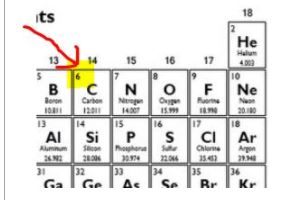 ıts
18
13 14 15 16 17
2
He
Helium
4.003
5 6 7 8 9 10
B C N O F Ne
Boron Carbon Nitrogen Oxygen Fluorine Neon
10.811 12.011 14.007 15.999 18.998 20.180
13 14 15 16 17 18
Al Si P S Cl Ar
Aluminum Silicon Phosphorus Sulfur Chlorine Argon
26.982 28.086 30.974 32.066 35.453 39.948
31 32 33 34 35 36
Ga Ge As Se Br Kr